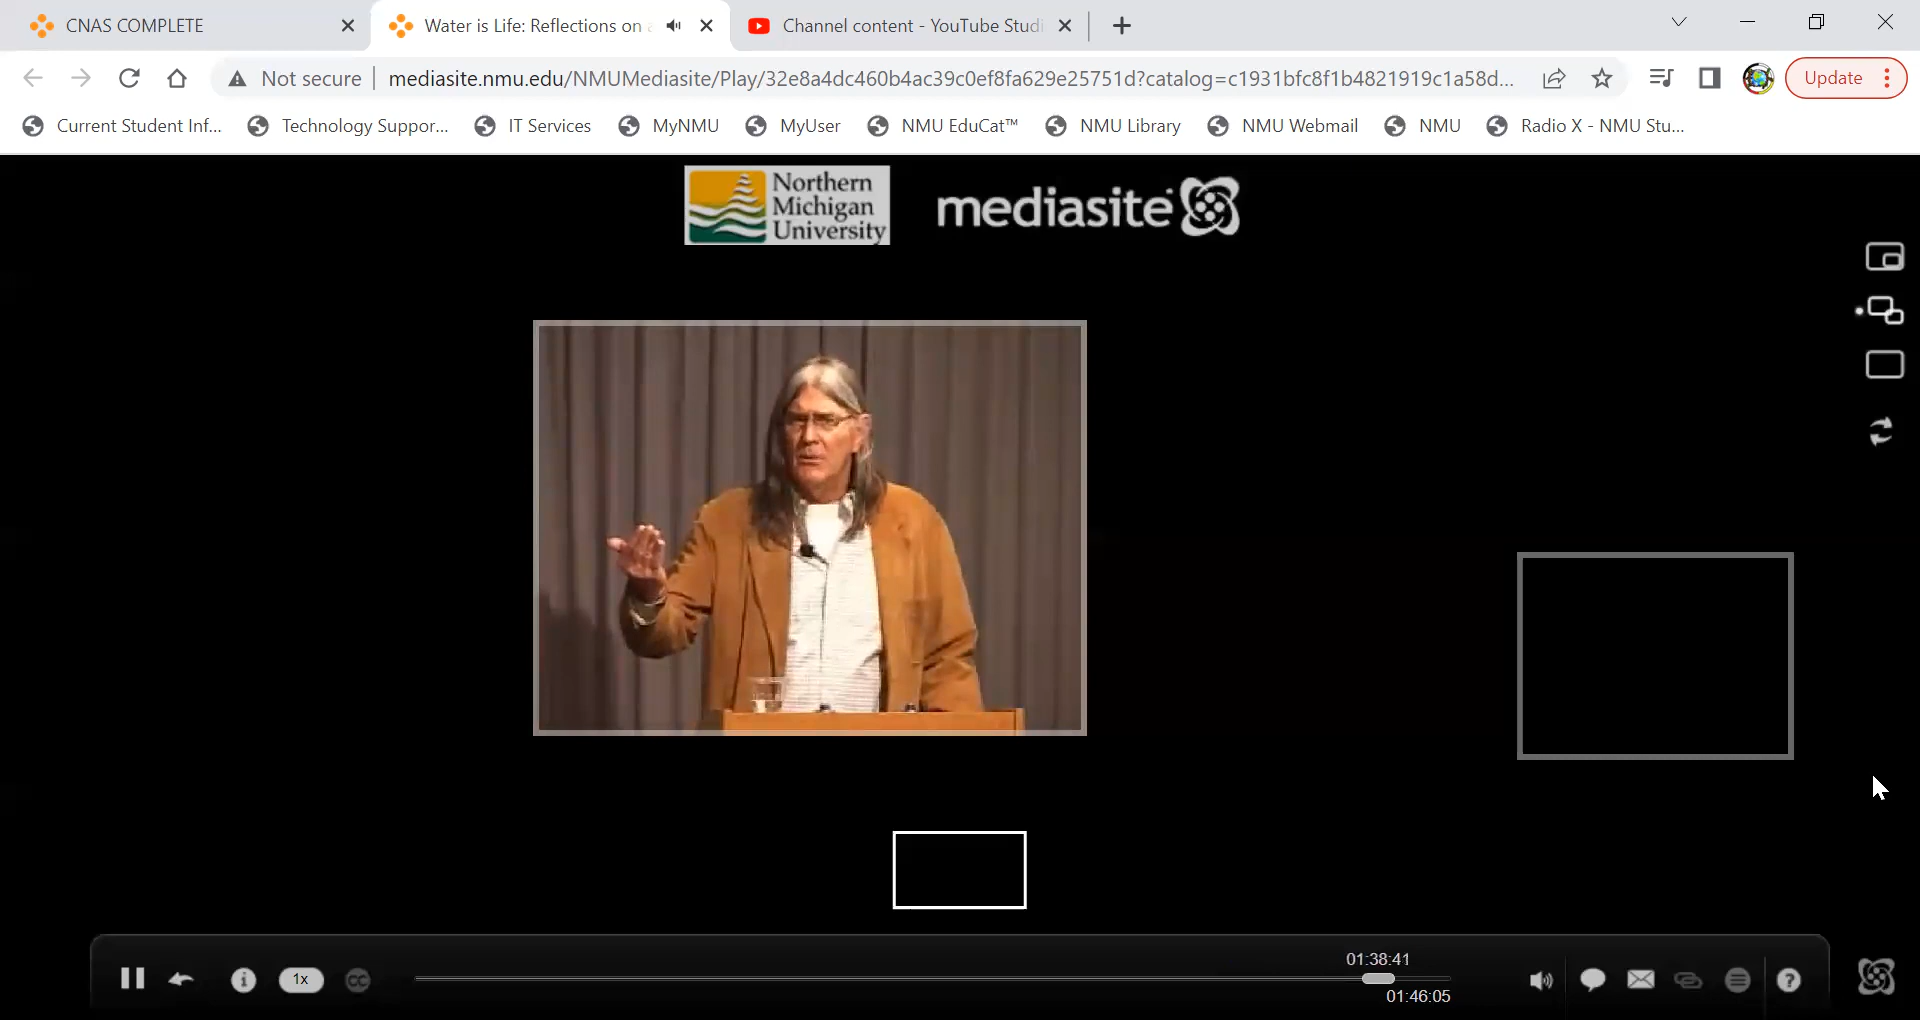 CNAS COMPLETE
Water is Life: Reflections on a
Channel content - YouTube Studi
Not secure
mediasite.nmu.edu/NMUMediasite/Play/32e8a4dc460b4ac39c0ef8fa629e25751d?catalog=c1931bfc8f1b4821919c1a58d...
Update
Current Student Inf...
Technology Suppor...
IT Services
MyNMU
MyUser
NMU EduCat™
NMU Library
NMU Webmail
NMU
Radio X - NMU Stu...
Northern
Michigan
University
mediasite
01:38:41
1x
CC
?
01:46:05